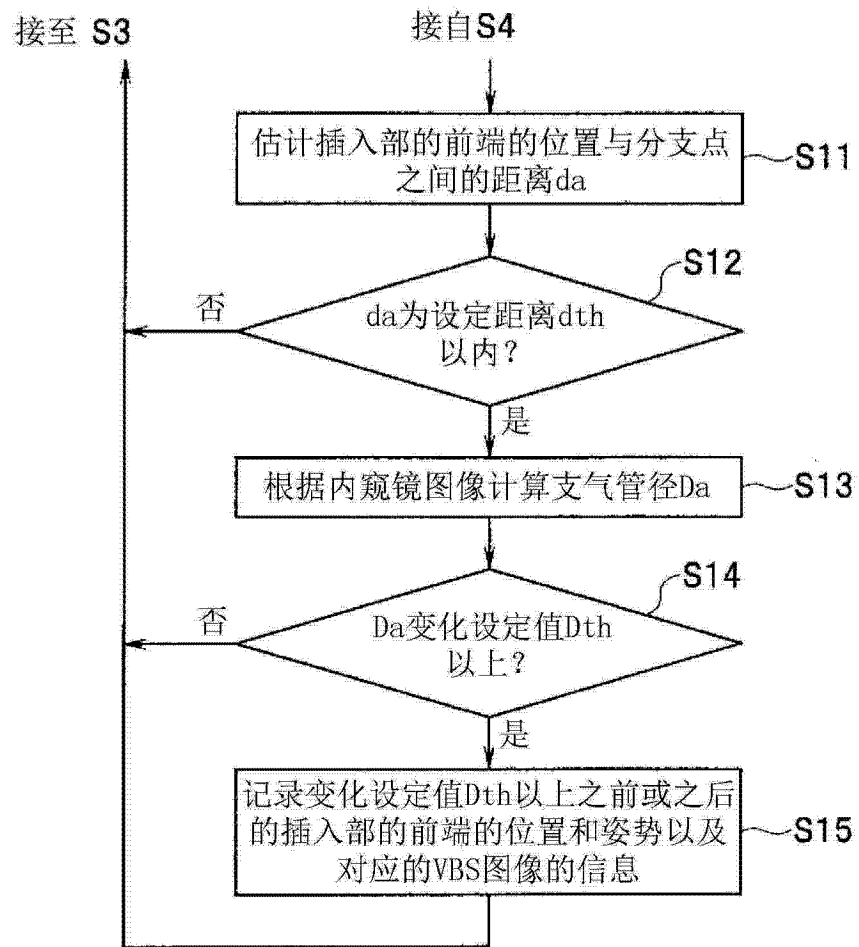 接至 S3
接自S4
估计插入部的前端的位置与分支点
之间的距离da
S11
S12
da为设定距离dth
以内?
否
是
根据内窥镜图像计算支气管径Da
S13
S14
Da变化设定值Dth
以上?
否
是
记录变化设定值Dth以上之前或之后
的插入部的前端的位置和姿势以及
对应的VBS图像的信息
S15